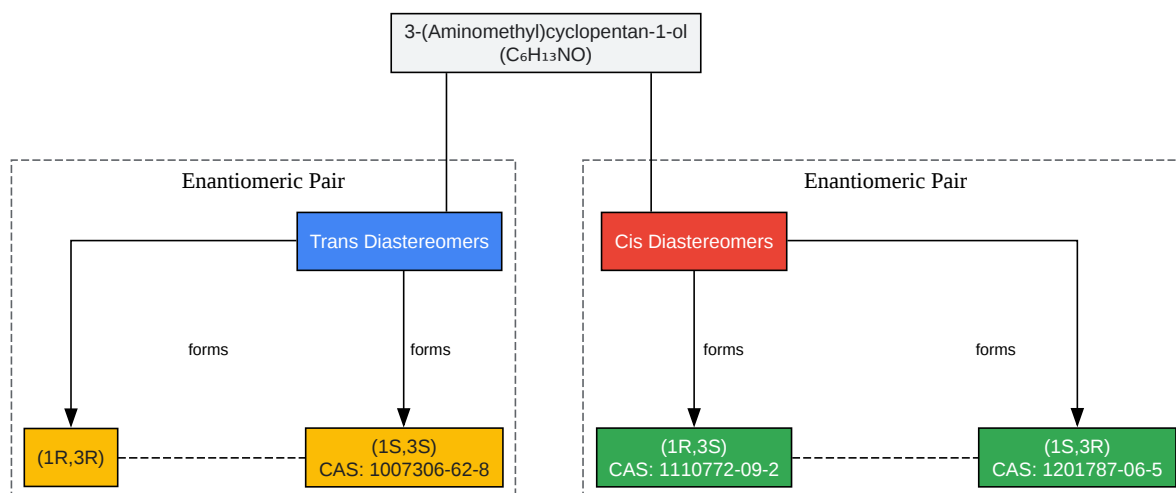 3-(Aminomethyl)cyclopentan-1-ol
(C₆H₁₃NO)
Enantiomeric Pair
Enantiomeric Pair
Trans Diastereomers
Cis Diastereomers
forms
forms
forms
forms
(1R,3R)
(1S,3S)
CAS: 1007306-62-8
(1R,3S)
CAS: 1110772-09-2
(1S,3R)
CAS: 1201787-06-5